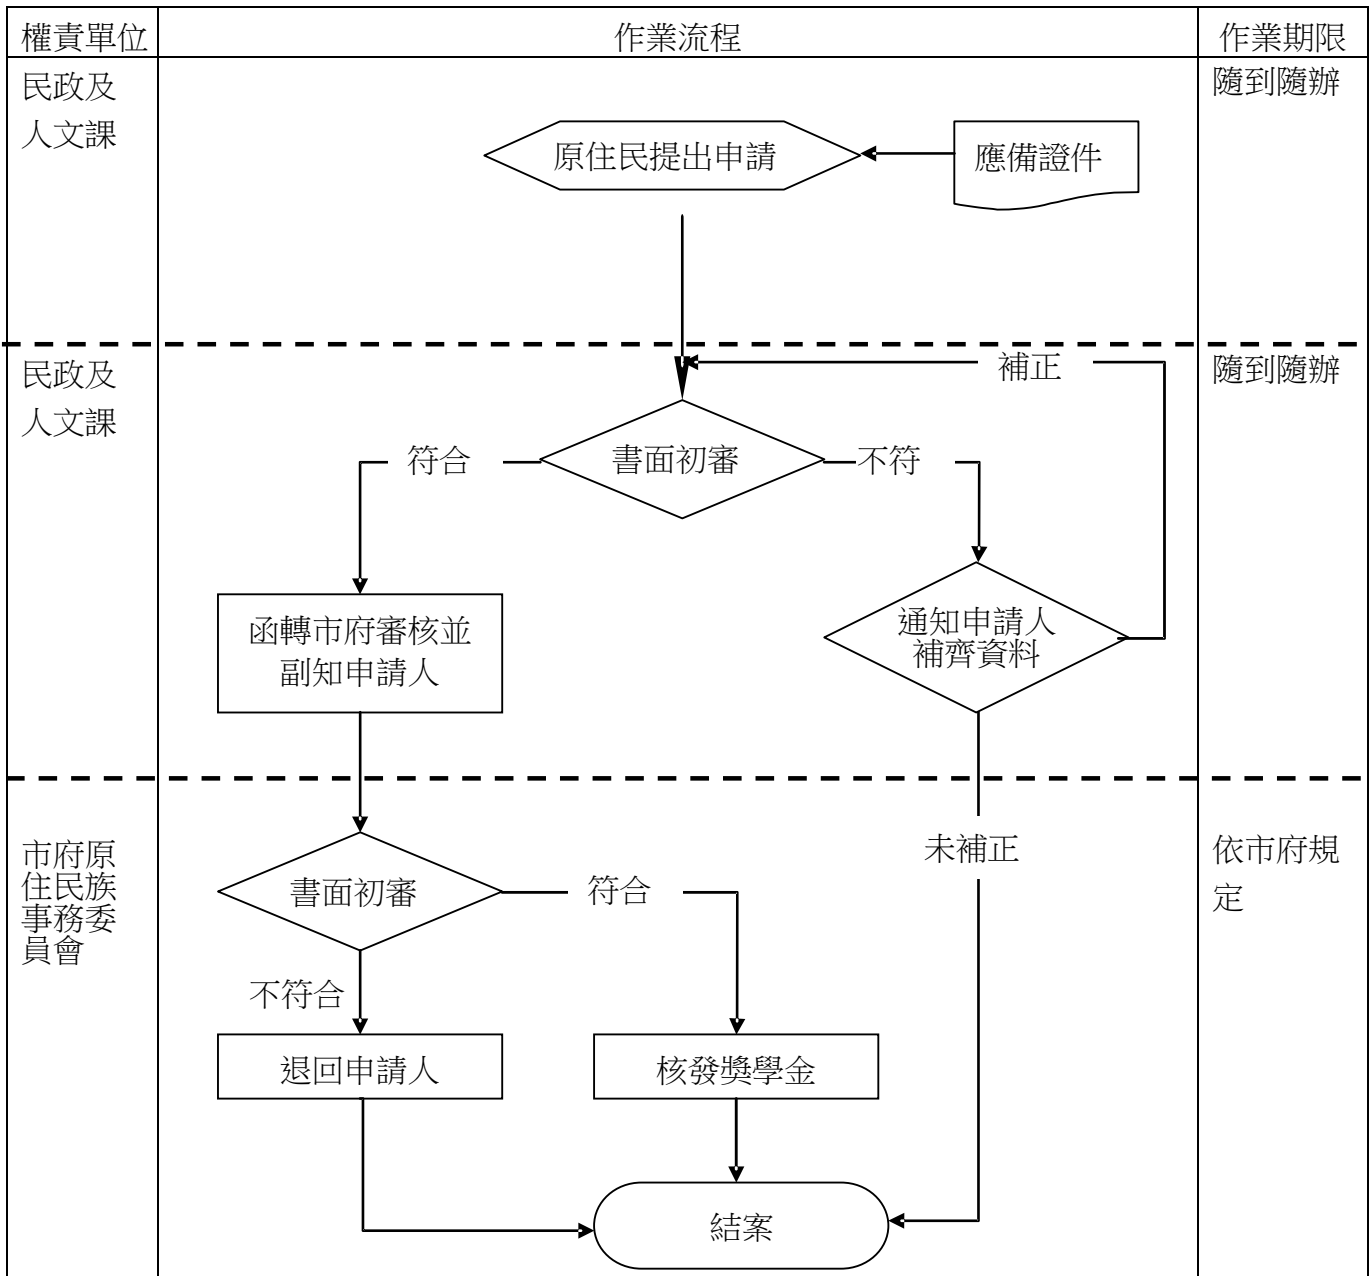 權責單位
作業流程
作業期限
民政及
人文課
隨到隨辦
原住民提出申請
應備證件
民政及
人文課
隨到隨辦
補正
符合
書面初審
不符
函轉市府審核並
副知申請人
通知申請人
補齊資料
市府原
住民族
事務委
員會
未補正
依市府規
定
書面初審
符合
不符合
退回申請人
核發獎學金
結案